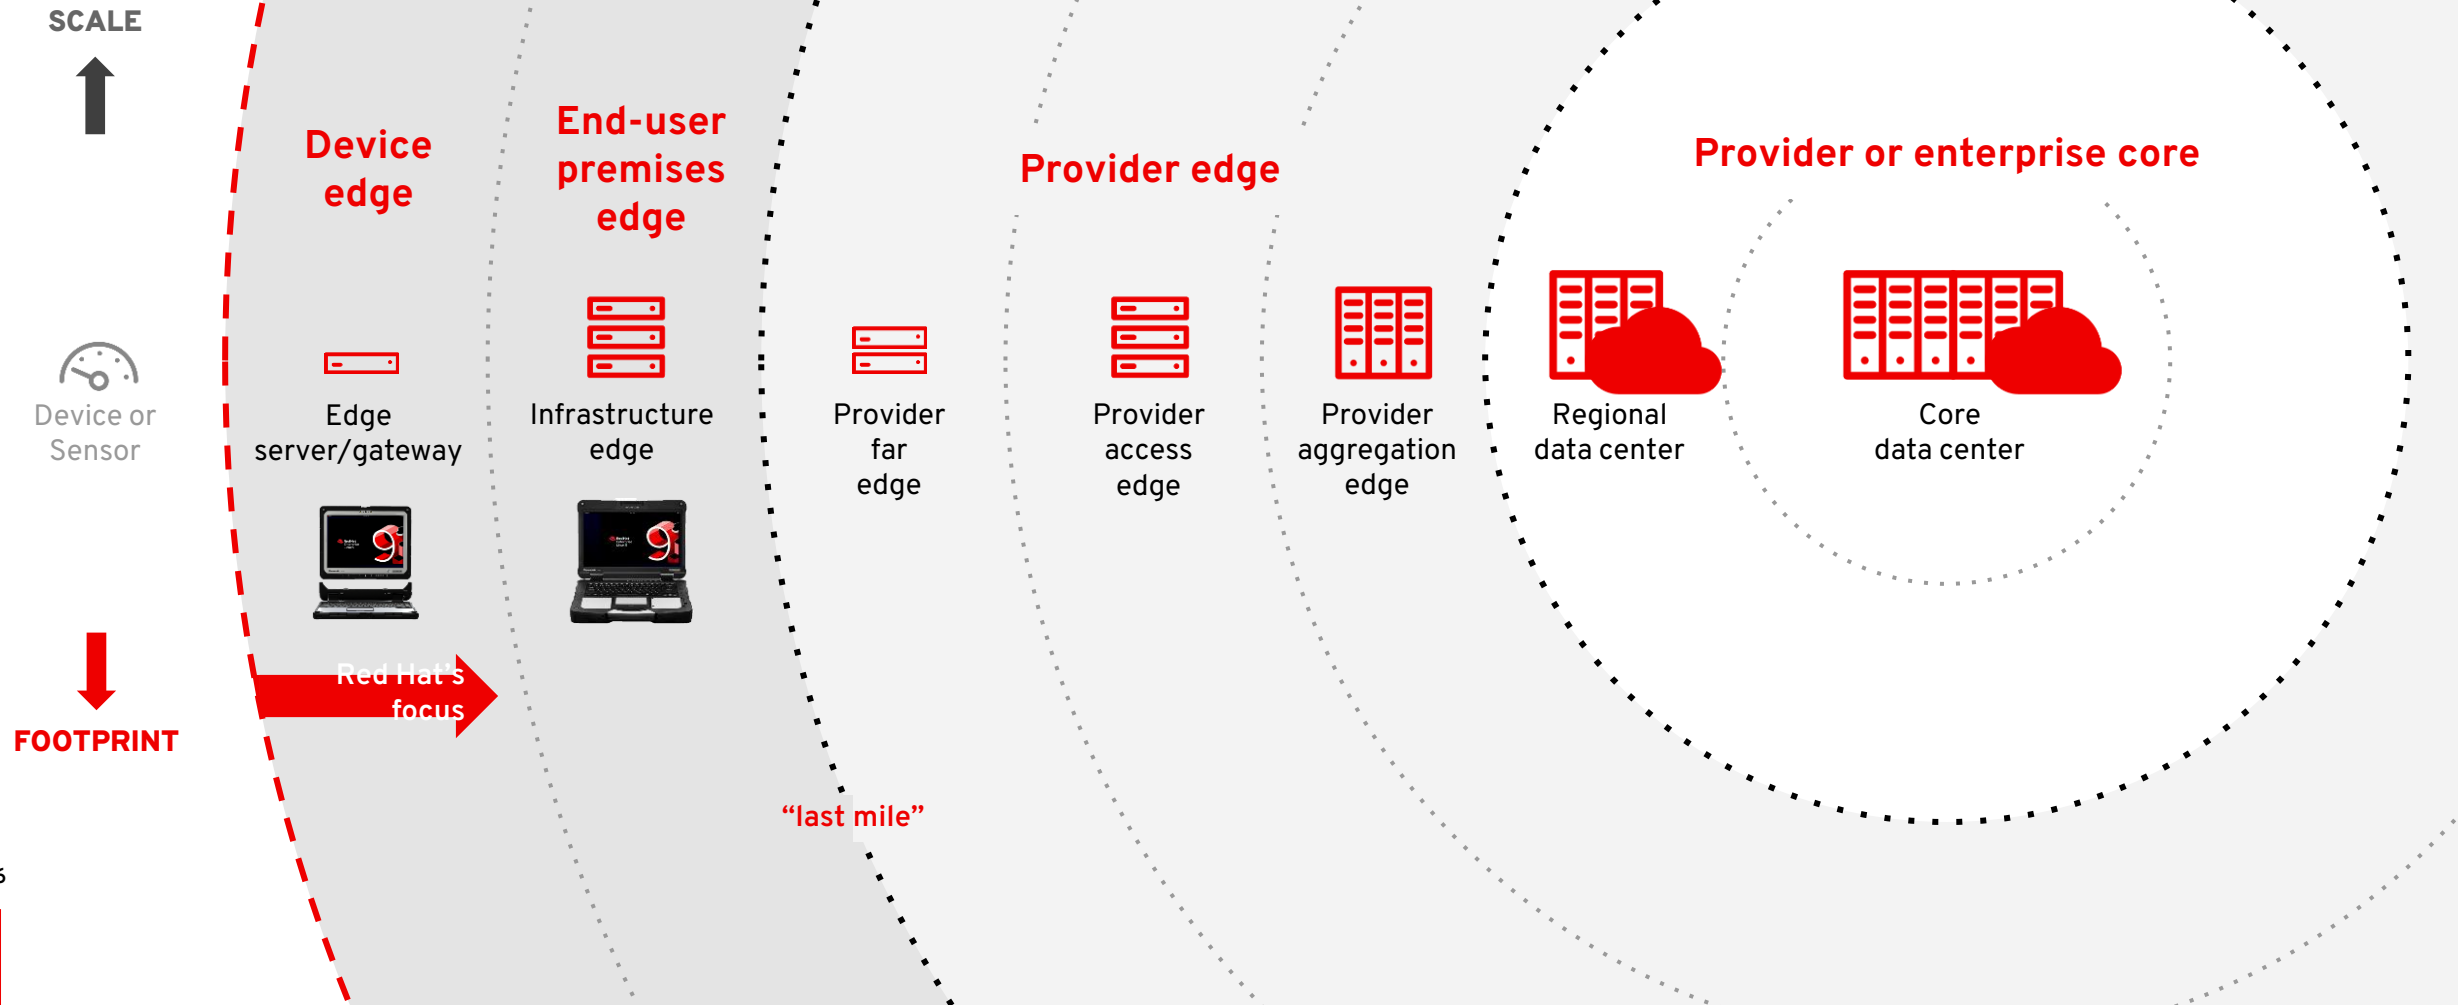 SCALE
Device
edge
End-user
premises
edge
Provider edge
Provider or enterprise core
Device or
Sensor
Edge
server/gateway
Infrastructure
edge
Provider
far
edge
Provider
access
edge
Provider
aggregation
edge
Regional
data center
Core
data center
Red Hat’s
focus
FOOTPRINT
“last mile”